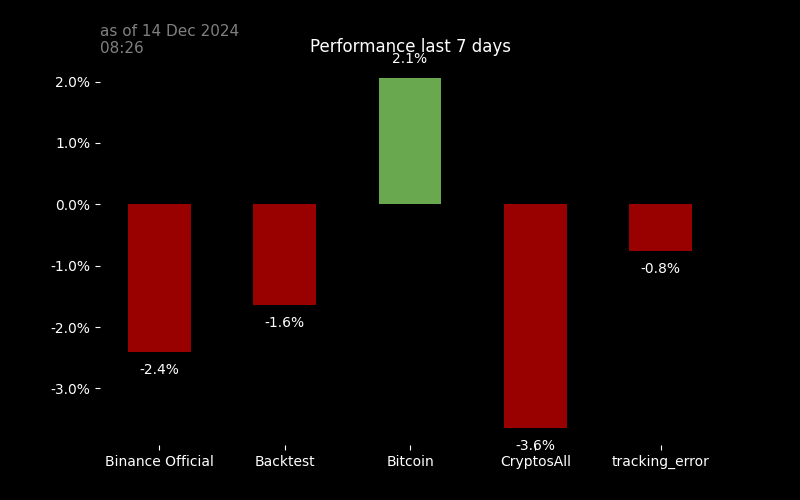 as of 14 Dec 2024
08:26
Performance last 7 days
2.1%
2.0%
1.0%
0.0%
-1.0%
-0.8%
-1.6%
-2.0%
-2.4%
-3.0%
-3.6%
Binance Official
Backtest
Bitcoin
CryptosAll
tracking_error